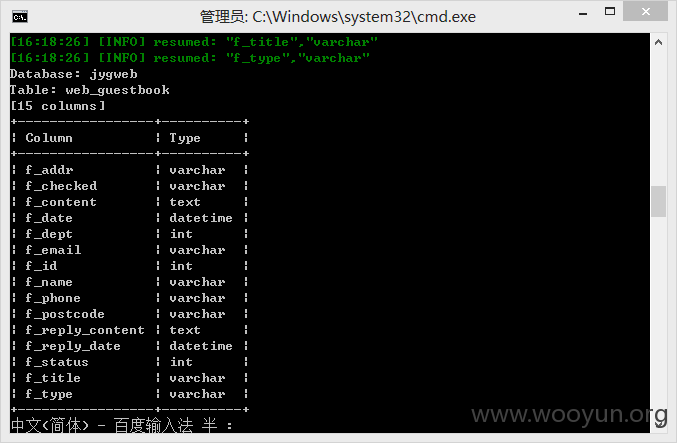 管理员: C:\Windows\system32\cmd.exe
[16:18:26] [INFO] resumed: "f_title","varchar"
[16:18:26] [INFO] resumed: "f_type","varchar"
Database: jygweb
Table: web_guestbook
[15 columns]
+-----------------+----------+
¦ Column          ¦ Type     ¦
+-----------------+----------+
¦ f_addr          ¦ varchar  ¦
¦ f_checked       ¦ varchar  ¦
¦ f_content       ¦ text     ¦
¦ f_date          ¦ datetime ¦
¦ f_dept          ¦ int      ¦
¦ f_email         ¦ varchar  ¦
¦ f_id            ¦ int      ¦
¦ f_name          ¦ varchar  ¦
¦ f_phone         ¦ varchar  ¦
¦ f_postcode      ¦ varchar  ¦
¦ f_reply_content ¦ text     ¦
¦ f_reply_date    ¦ datetime ¦
¦ f_status        ¦ int      ¦
¦ f_title         ¦ varchar  ¦
¦ f_type          ¦ varchar  ¦
+-----------------+----------+
中文(简体) - 百度输入法 半 :
www.wooyun.org